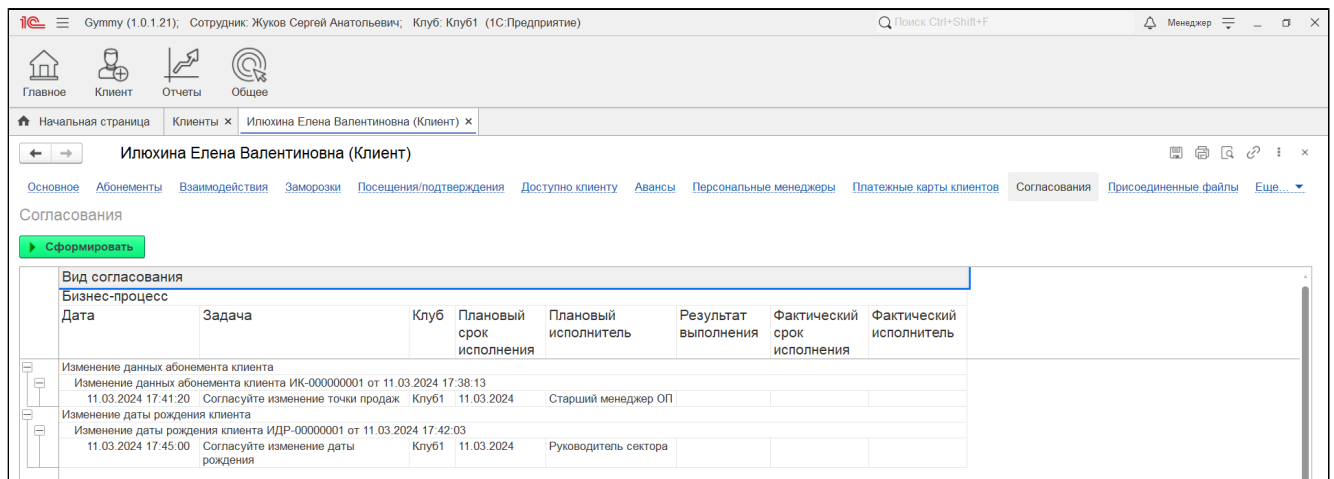 1С Gymmy (1.0.1.21); Сотрудник: Жуков Сергей Анатольевич; Клуб: Клуб1 (1С:Предприятие) Поиск Ctrl+Shift+F Менеджер
Главное Клиент Отчеты Общее
Начальная страница Клиенты × Илюхина Елена Валентиновна (Клиент) ×
Илюхина Елена Валентиновна (Клиент)
Основное Абонементы Взаимодействия Заморозки Посещения/подтверждения Доступно клиенту Авансы Персональные менеджеры Платежные карты клиентов Согласования Присоединенные файлы Еще...
Согласования
Сформировать
Вид согласования
Бизнес-процесс
Дата Задача Клуб Плановый Плановый Результат Фактический Фактический
срок исполнитель выполнения срок исполнитель
исполнения исполнения
Изменение данных абонемента клиента
Изменение данных абонемента клиента ИК-000000001 от 11.03.2024 17:38:13
11.03.2024 17:41:20 Согласуйте изменение точки продаж Клуб1 11.03.2024 Старший менеджер ОП
Изменение даты рождения клиента
Изменение даты рождения клиента ИДР-00000001 от 11.03.2024 17:42:03
11.03.2024 17:45:00 Согласуйте изменение даты Клуб1 11.03.2024 Руководитель сектора
рождения